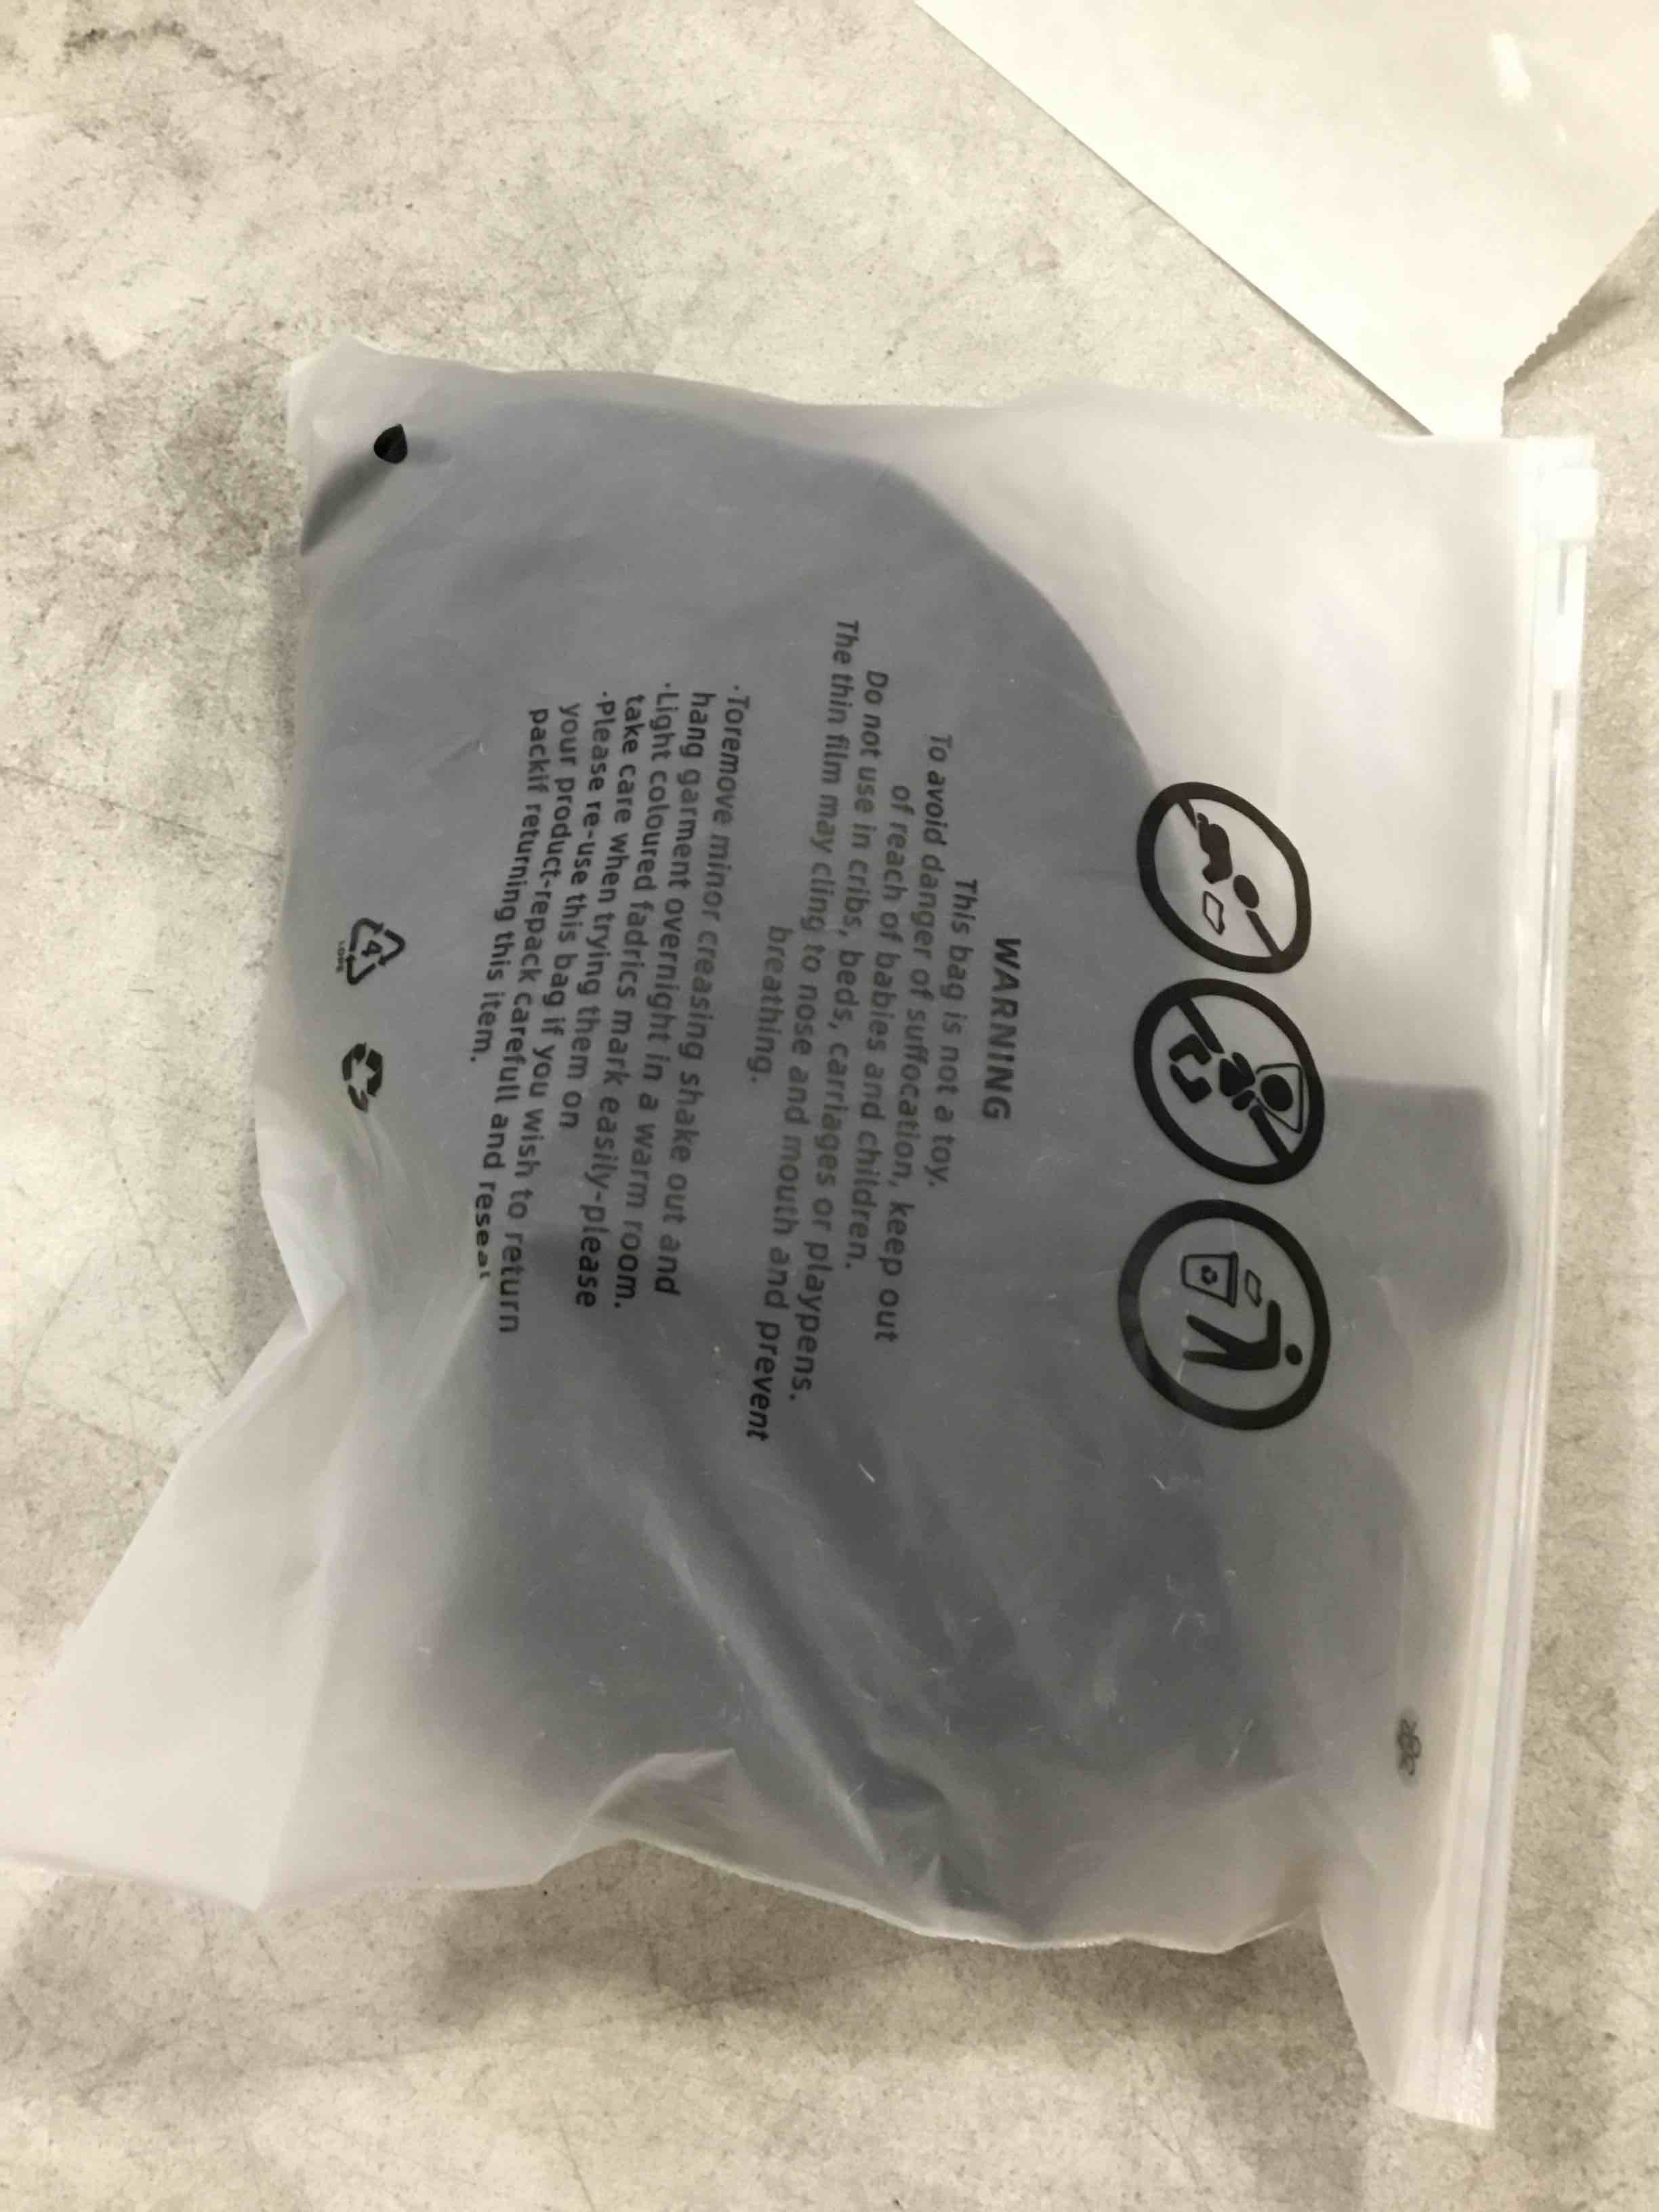 WARNING
This bag is not a toy.
To avoid danger of suffocation, keep out
of reach of babies and children.
Do not use in cribs, beds, carriages or playpens.
The thin film may cling to nose and mouth and prevent
breathing.
·Toremove minor creasing shake out and
hang garment overnight in a warm room.
·Light coloured fadrics mark easily-please
take care when trying them on
·Please re-use this bag if you wish to return
your product-repack carefull and reseal
packif returning this item.
4
LDPE